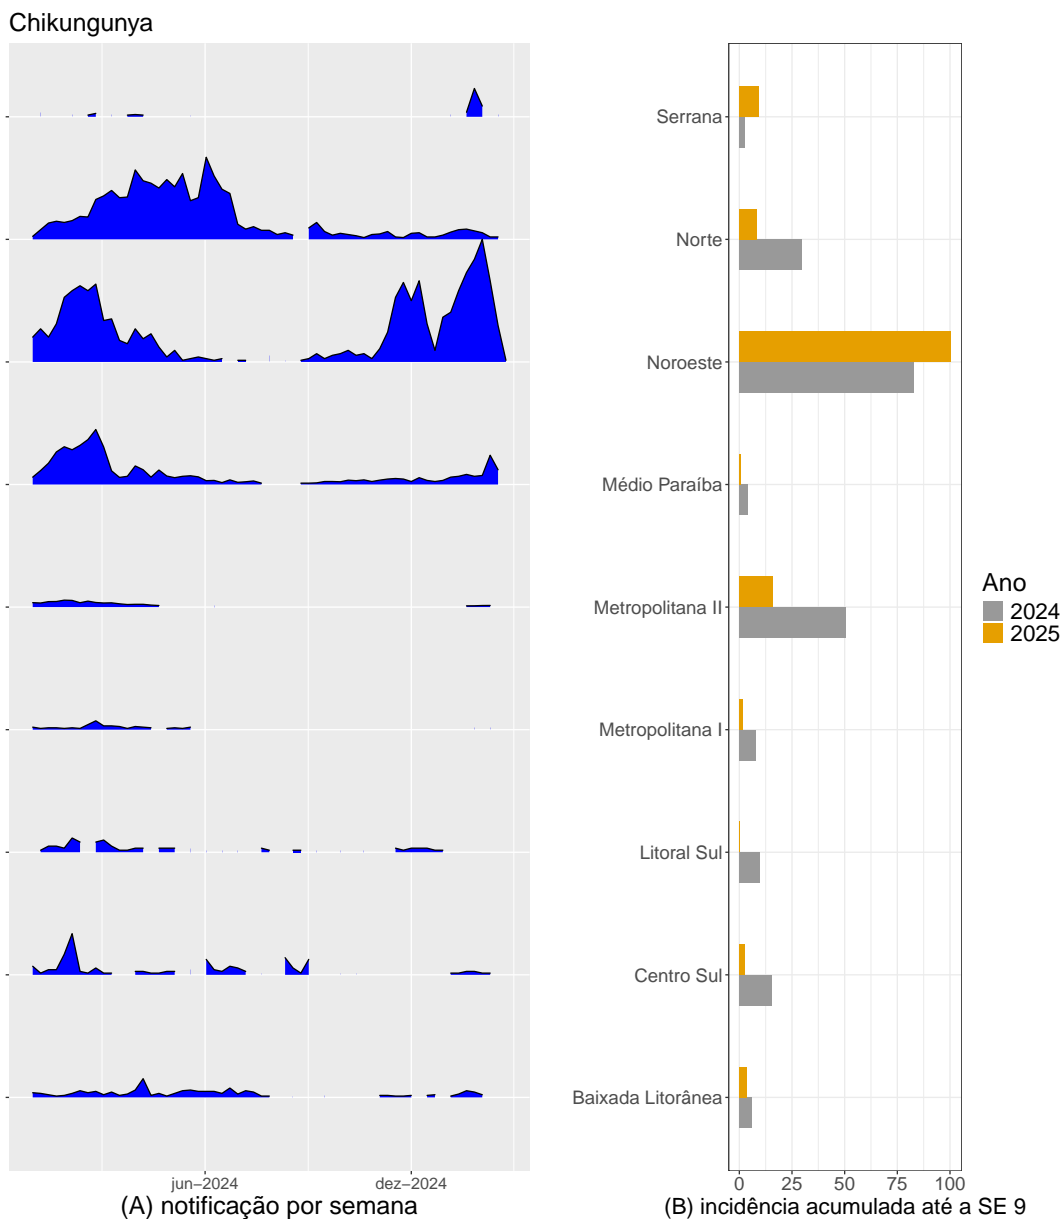 Chikungunya
Serrana
Norte
Noroeste
Médio Paraíba
Metropolitana II
Metropolitana I
Litoral Sul
Centro Sul
Baixada Litorânea
jun−2024
dez−2024
(A) notificação por semana
0 25 50 75 100
(B) incidência acumulada até a SE 9
Ano
2024
2025